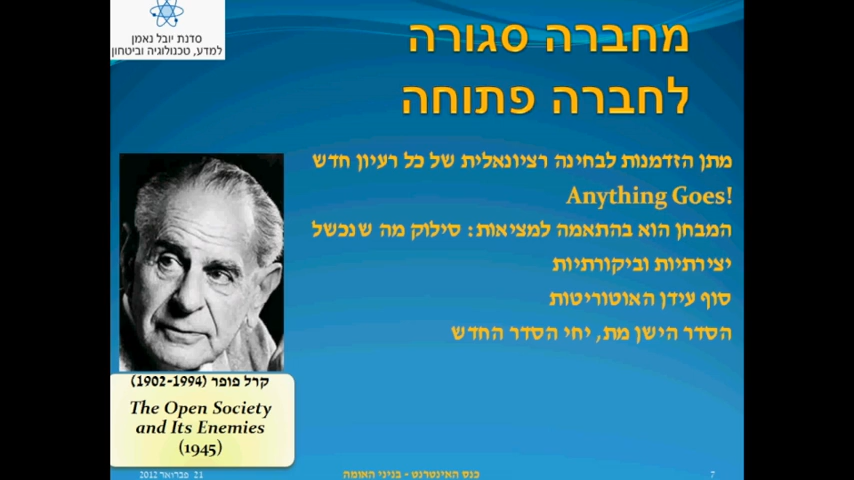 סדנת יובל נאמן
למדע, טכנולוגיה וביטחון
מחברה סגורה
לחברה פתוחה
מתן הזדמנות לבחינה רציונאלית של כל רעיון חדש
Anything Goes!
המבחן הוא בהתאמה למציאות: סילוק מה שנכשל
יצירתיות וביקורתיות
סוף עידן האוטוריטות
הסדר הישן מת, יחי הסדר החדש
קרל פופר (1902-1994)
The Open Society
and Its Enemies
(1945)
21 פברואר 2012
כנס האינטרנט - בניני האומה
7